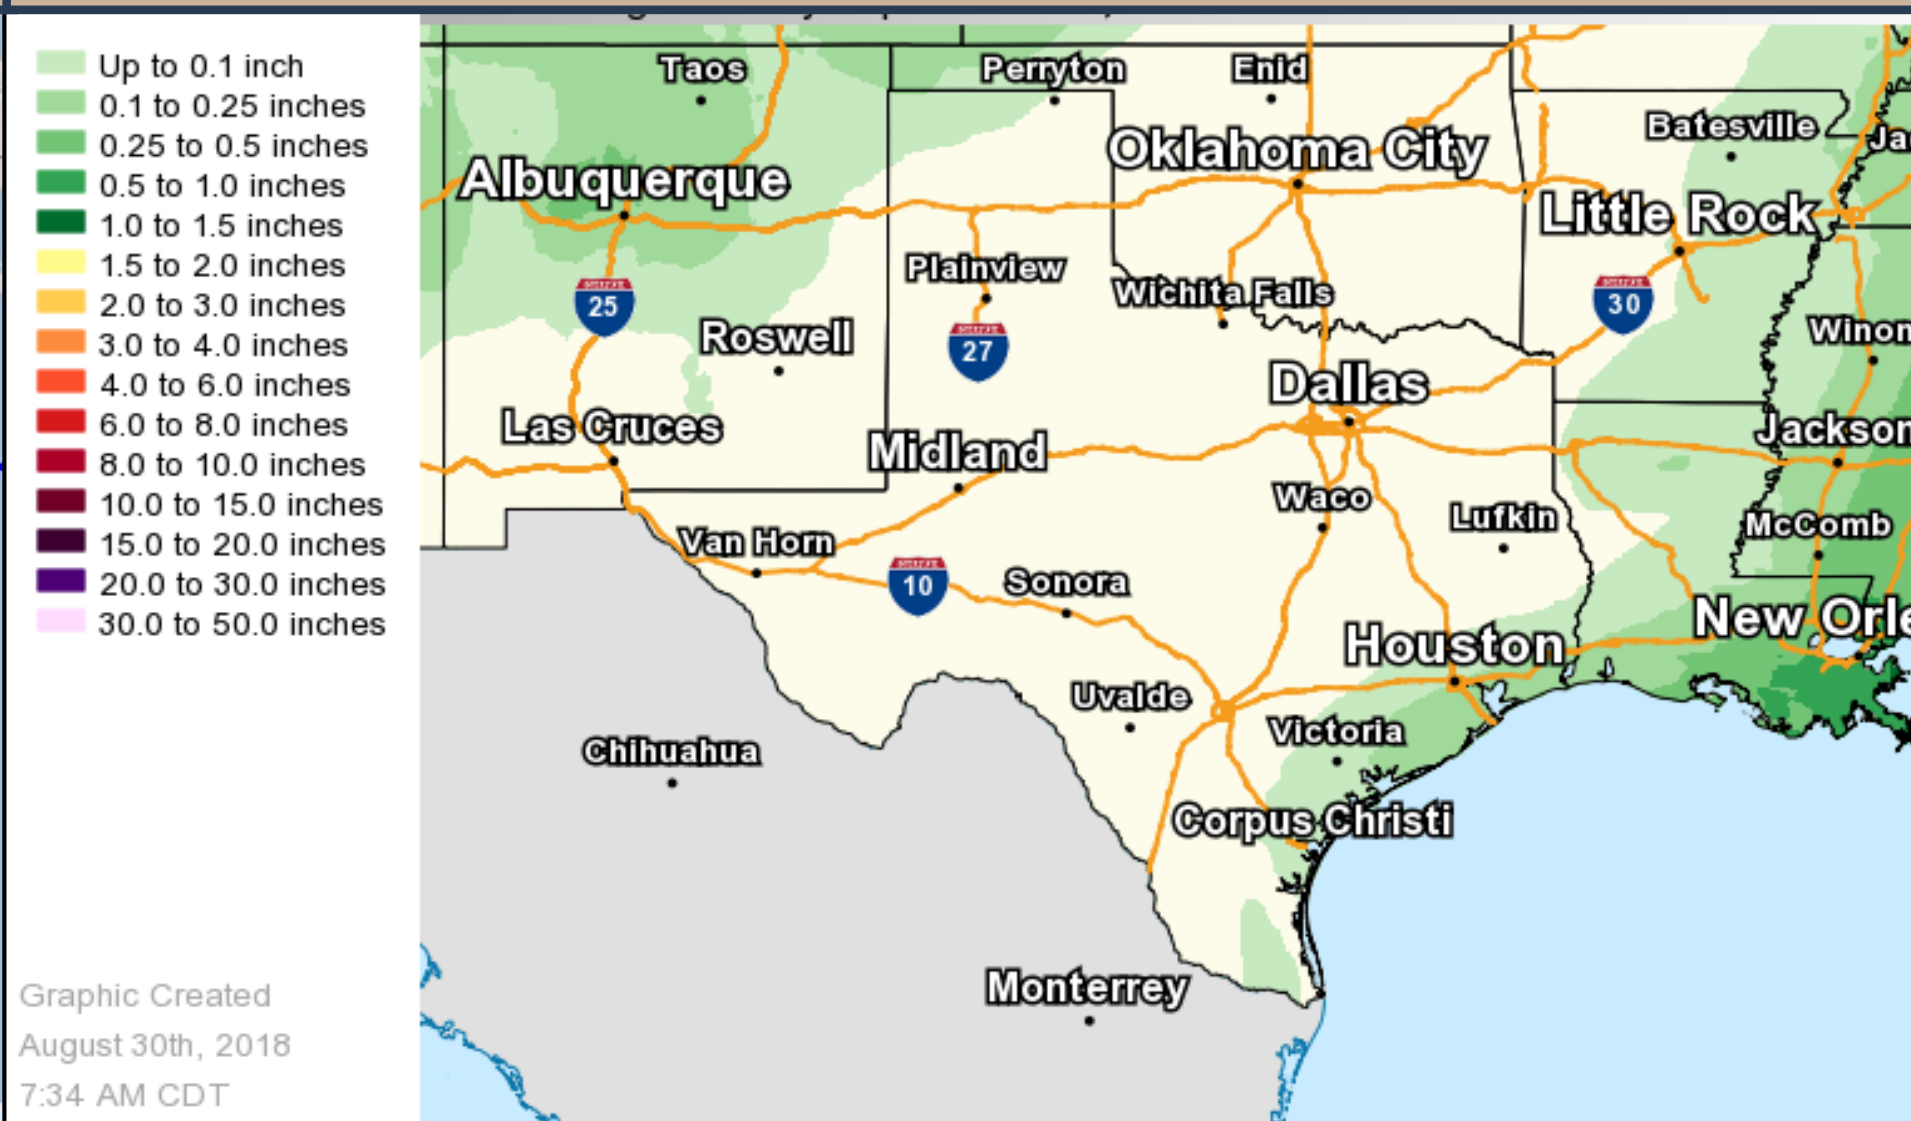 Up to 0.1 inch
0.1 to 0.25 inches
0.25 to 0.5 inches
0.5 to 1.0 inches
1.0 to 1.5 inches
1.5 to 2.0 inches
2.0 to 3.0 inches
3.0 to 4.0 inches
4.0 to 6.0 inches
6.0 to 8.0 inches
8.0 to 10.0 inches
10.0 to 15.0 inches
15.0 to 20.0 inches
20.0 to 30.0 inches
30.0 to 50.0 inches
Graphic Created
August 30th, 2018
7:34 AM CDT
Taos
Perryton
Enid
Batesville
Ja
Oklahoma City
Albuquerque
Little Rock
Plainview
Wichita Falls
25
30
Roswell
27
Winon
Dallas
Las Cruces
Midland
Jackson
Waco
Lufkin
McComb
Van Horn
10
Sonora
New Orle
Houston
Uvalde
Victoria
Chihuahua
Corpus Christi
Monterrey